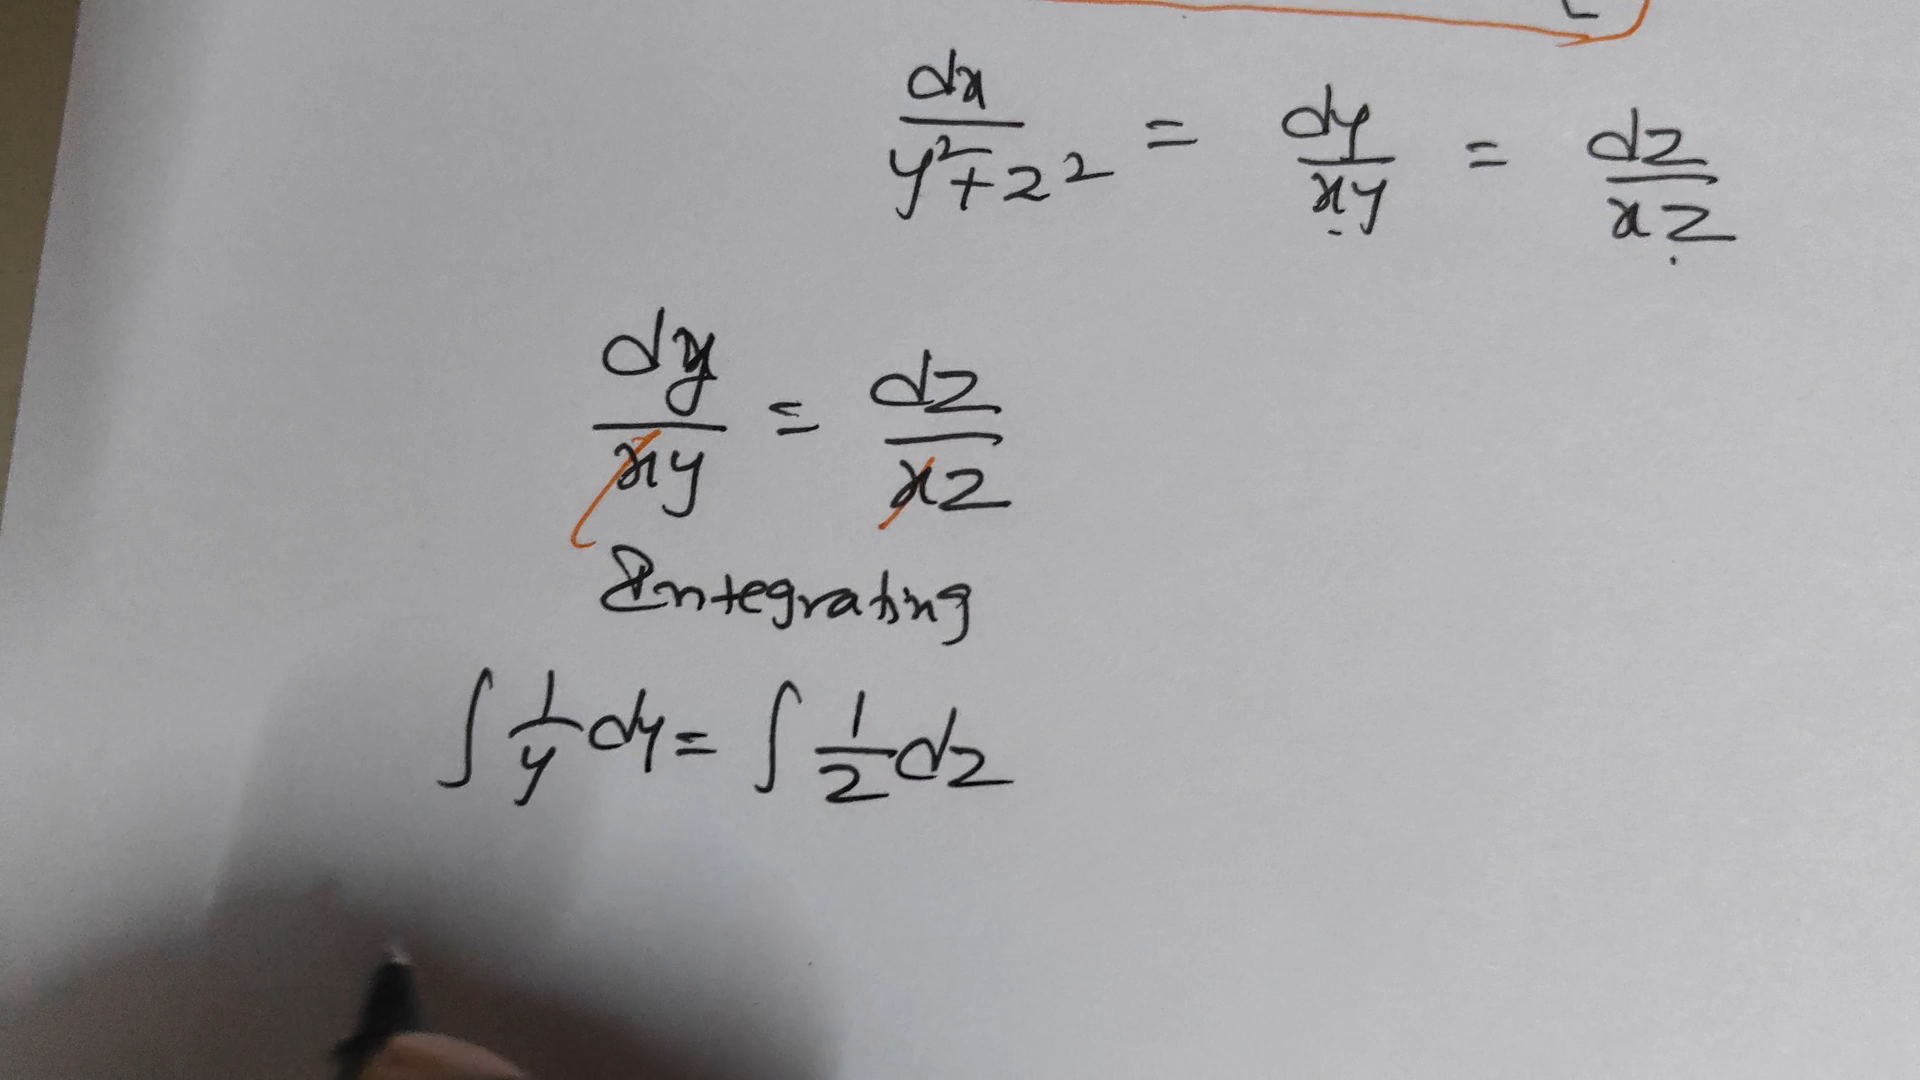 dx/y²+z² = dy/xy = dz/xz
dy/xy = dz/xz
Integrating
∫ 1/y dy = ∫ 1/z dz